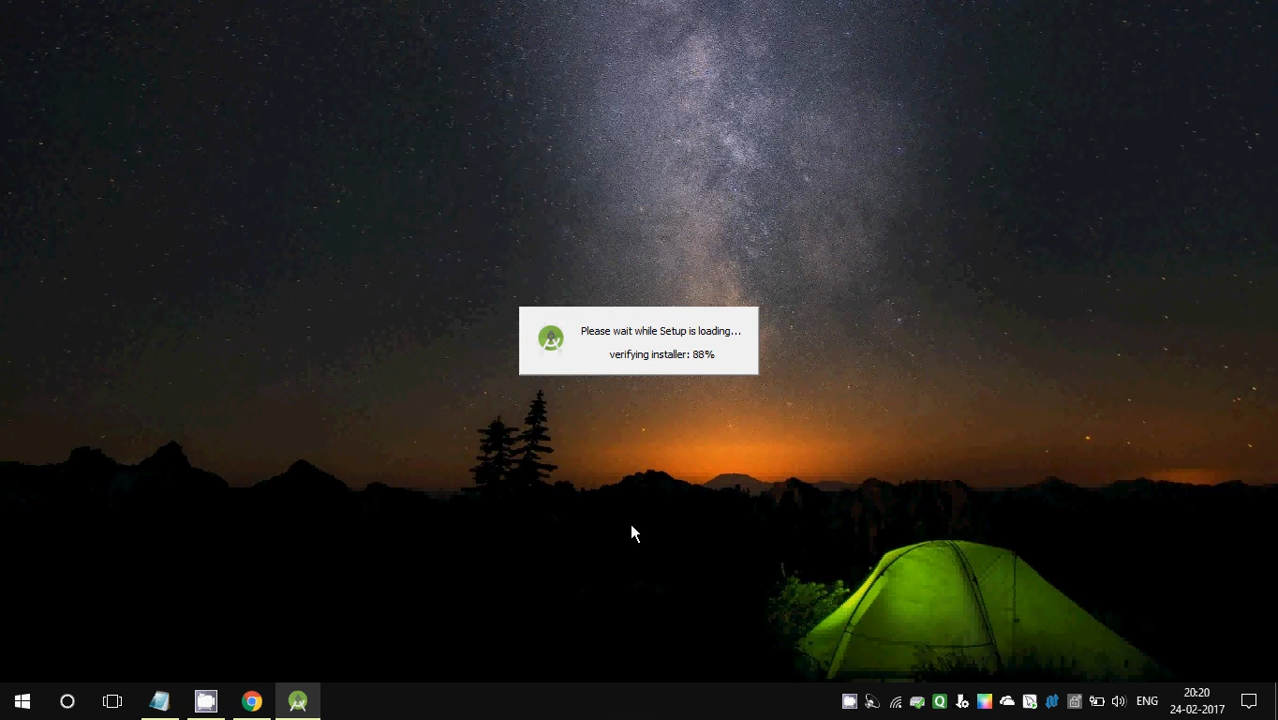 Please wait while Setup is loading...
verifying installer: 88%
ENG
20:20
24-02-2017